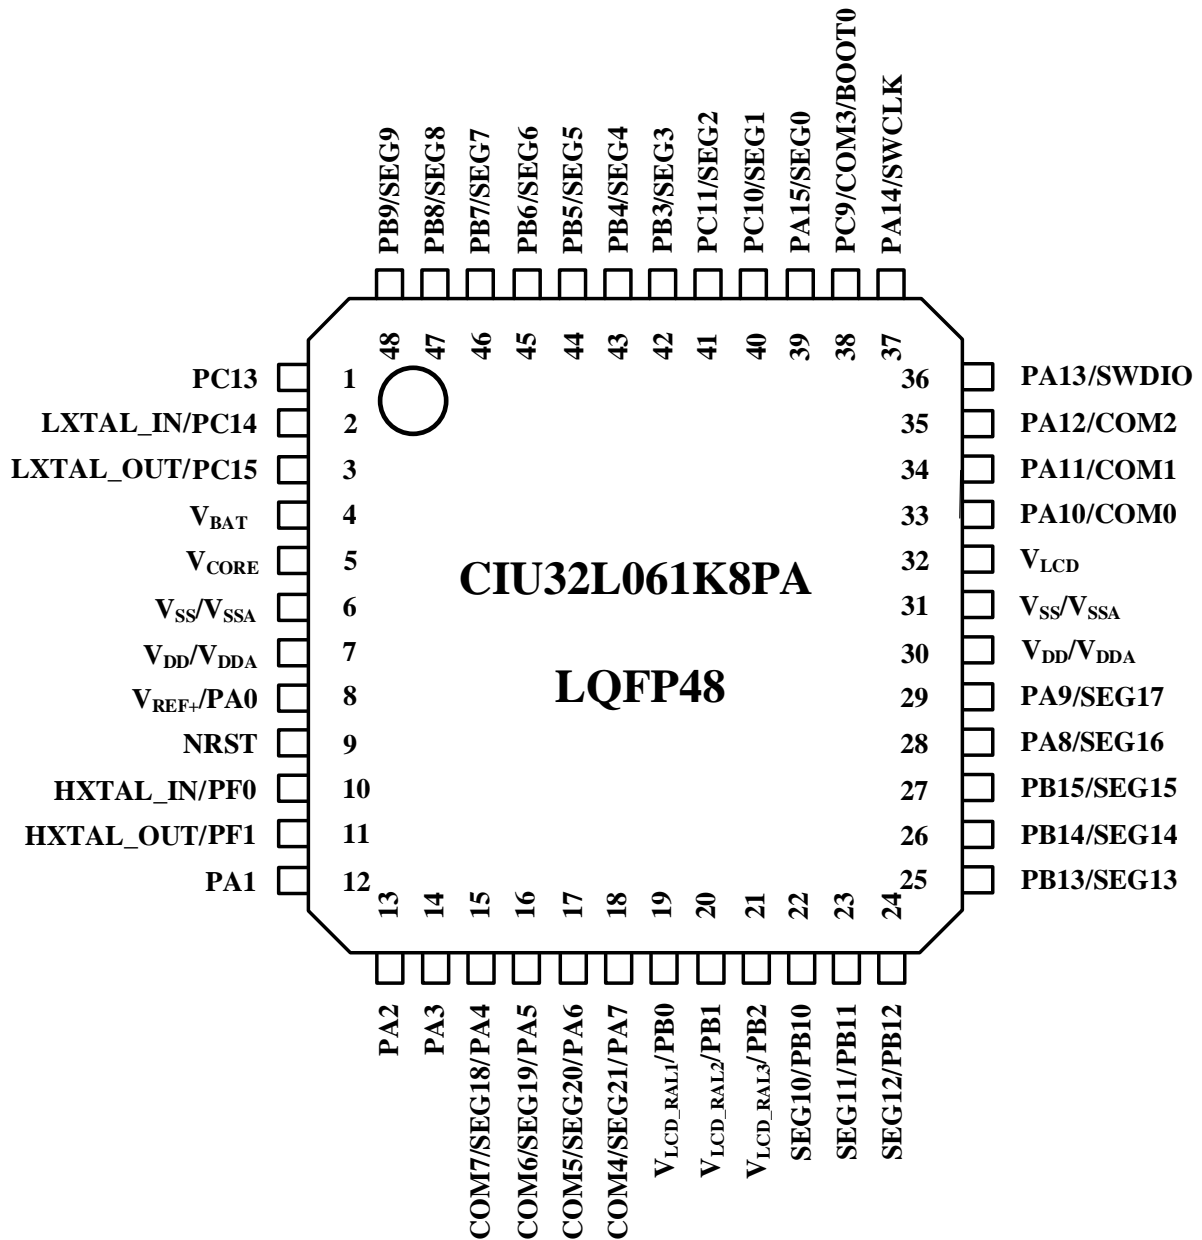 PB9/SEG9
PB8/SEG8
PB7/SEG7
PB6/SEG6
PB5/SEG5
PB4/SEG4
PB3/SEG3
PC11/SEG2
PC10/SEG1
PA15/SEG0
PC9/COM3/BOOT0
PA14/SWCLK
48
47
46
45
44
43
42
41
40
39
38
37
PC13 1
LXTAL_IN/PC14 2
LXTAL_OUT/PC15 3
VBAT 4
VCORE 5
VSS/VSSA 6
VDD/VDDA 7
VREF+/PA0 8
NRST 9
HXTAL_IN/PF0 10
HXTAL_OUT/PF1 11
PA1 12
CIU32L061K8PA
LQFP48
36 PA13/SWDIO
35 PA12/COM2
34 PA11/COM1
33 PA10/COM0
32 VLCD
31 VSS/VSSA
30 VDD/VDDA
29 PA9/SEG17
28 PA8/SEG16
27 PB15/SEG15
26 PB14/SEG14
25 PB13/SEG13
13
14
15
16
17
18
19
20
21
22
23
24
PA2
PA3
COM7/SEG18/PA4
COM6/SEG19/PA5
COM5/SEG20/PA6
COM4/SEG21/PA7
VLCD_RAL1/PB0
VLCD_RAL2/PB1
VLCD_RAL3/PB2
SEG10/PB10
SEG11/PB11
SEG12/PB12